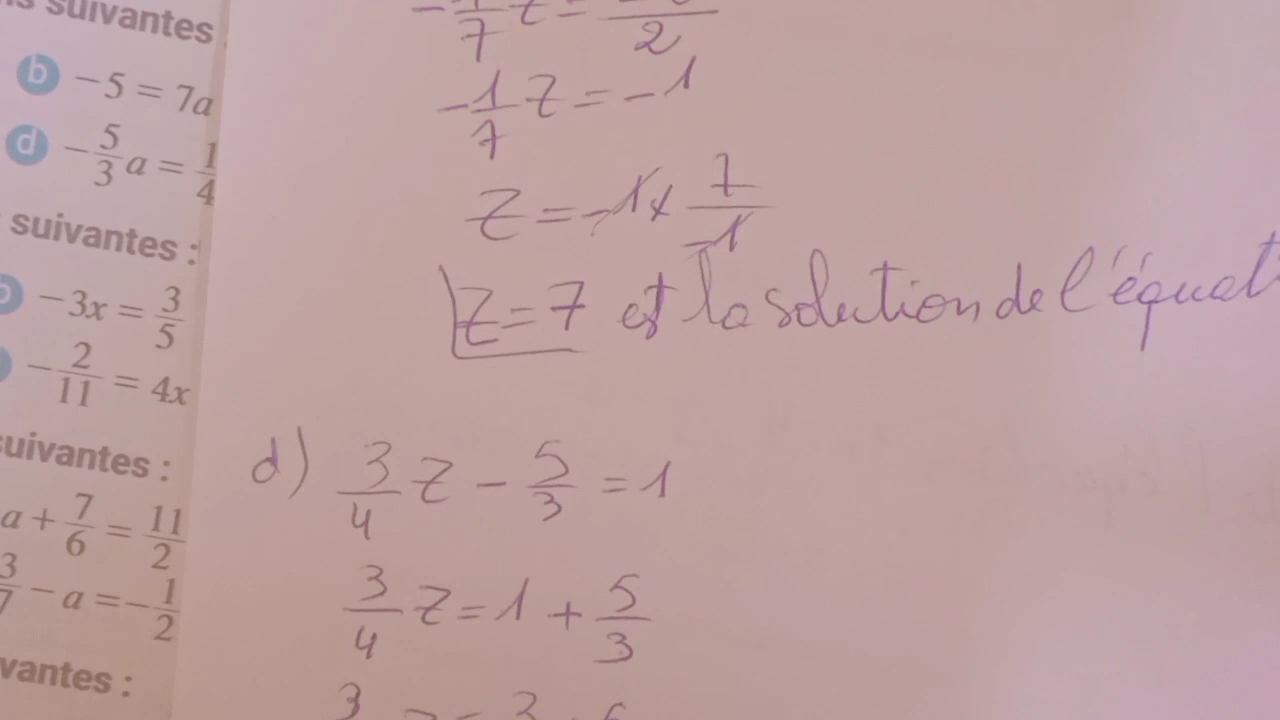 suivantes
b -5 = 7a
d -5/3 a = 1/4
suivantes :
-3x = 3/5
-2/11 = 4x
suivantes :
a + 7/6 = 11/2
3/7 - a = -1/2
vantes :
-1/7 z = -1
z = -1 x 7/-1
z = 7 est la solution de l'équat
d) 3/4 z - 5/3 = 1
3/4 z = 1 + 5/3